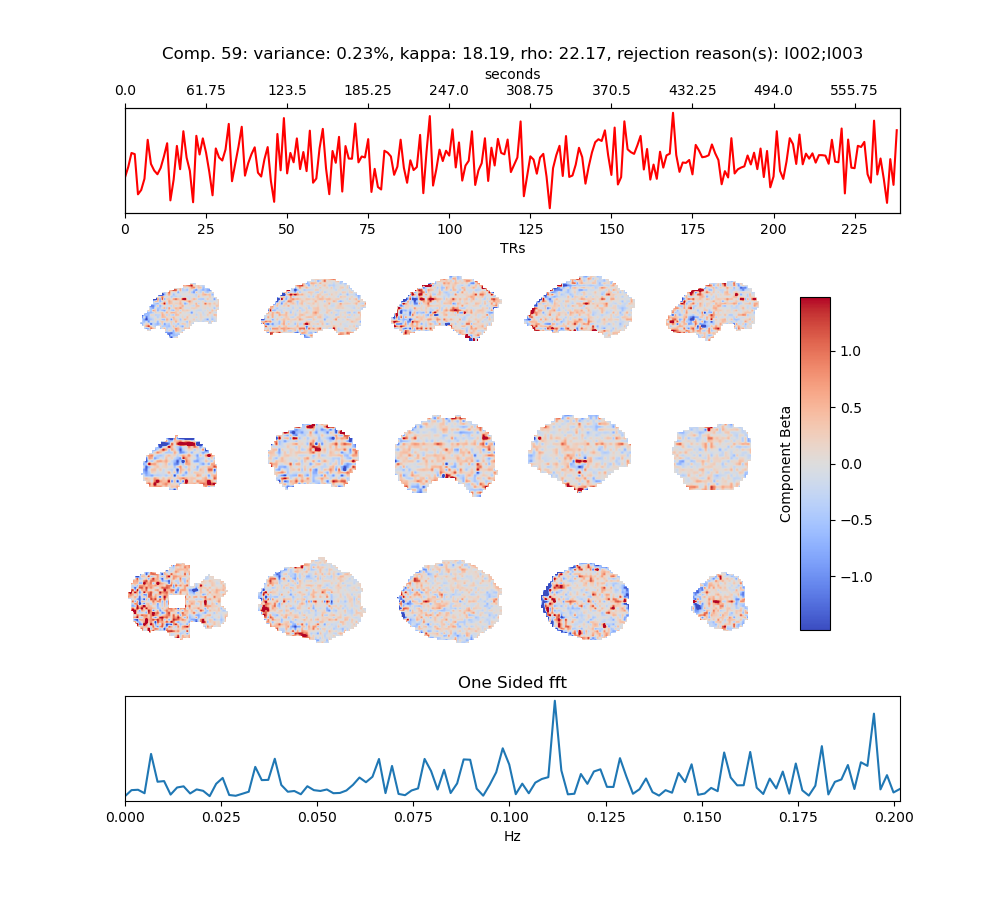 Comp. 59: variance: 0.23%, kappa: 18.19, rho: 22.17, rejection reason(s): I002;I003
seconds
0.0 61.75 123.5 185.25 247.0 308.75 370.5 432.25 494.0 555.75
0 25 50 75 100 125 150 175 200 225
TRs
1.0
0.5
0.0
−0.5
−1.0
Component Beta
One Sided fft
0.000 0.025 0.050 0.075 0.100 0.125 0.150 0.175 0.200
Hz